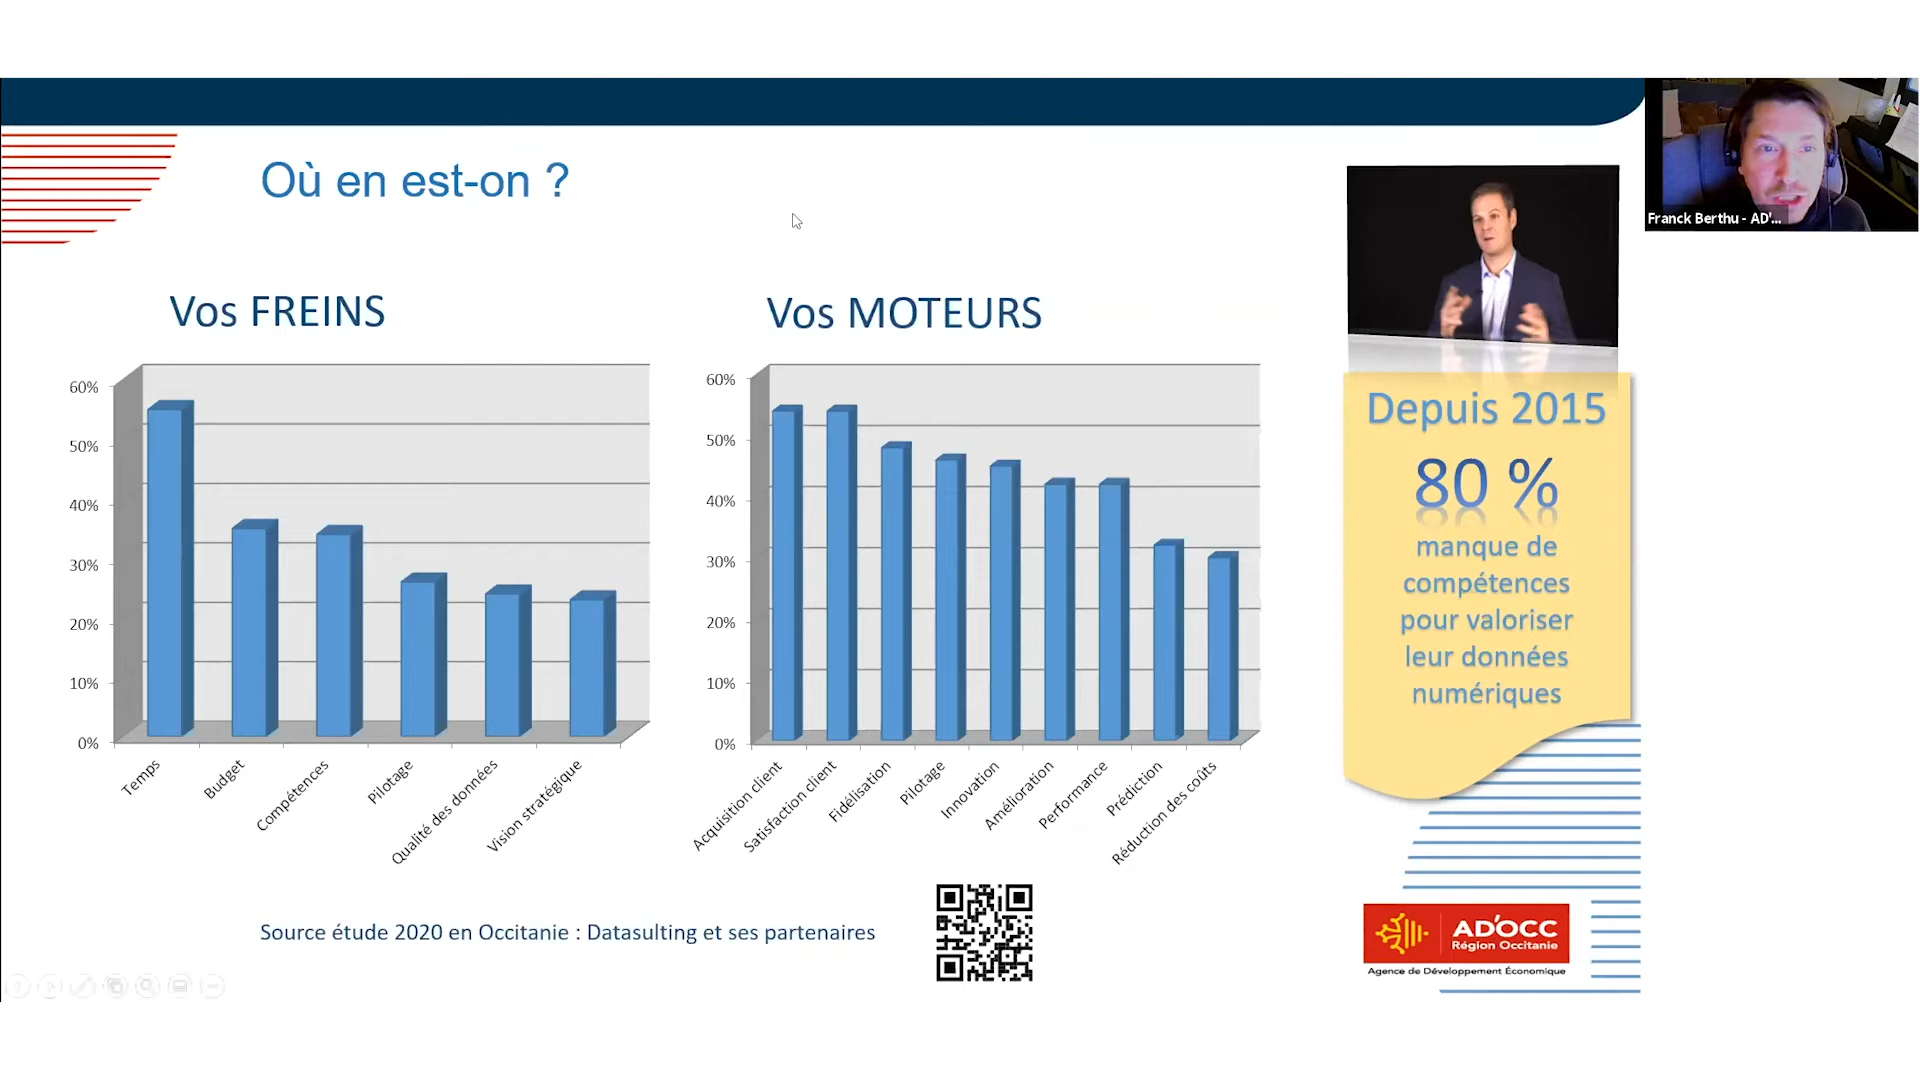 Où en est-on ?
Franck Berthu - AD'...
Vos FREINS
60%
50%
40%
30%
20%
10%
0%
Temps
Budget
Compétences
Pilotage
Qualité des données
Vision stratégique
Vos MOTEURS
60%
50%
40%
30%
20%
10%
0%
Acquisition client
Satisfaction client
Fidélisation
Pilotage
Innovation
Amélioration
Performance
Prédiction
Réduction des coûts
Depuis 2015
80 %
manque de
compétences
pour valoriser
leur données
numériques
Source étude 2020 en Occitanie : Datasulting et ses partenaires
AD'OCC
Région Occitanie
Agence de Développement Économique